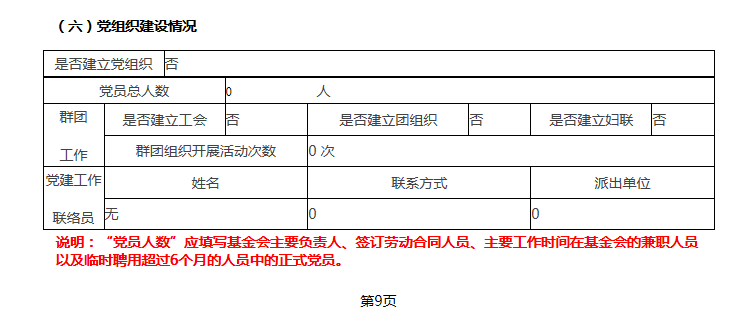 （六）党组织建设情况
是否建立党组织 否
党员总人数 0 人
群团工作 是否建立工会 否 是否建立团组织 否 是否建立妇联 否
群团组织开展活动次数 0 次
党建工作联络员 姓名 联系方式 派出单位
无 0 0
说明：“党员人数”应填写基金会主要负责人、签订劳动合同人员、主要工作时间在基金会的兼职人员
以及临时聘用超过6个月的人员中的正式党员。
第9页